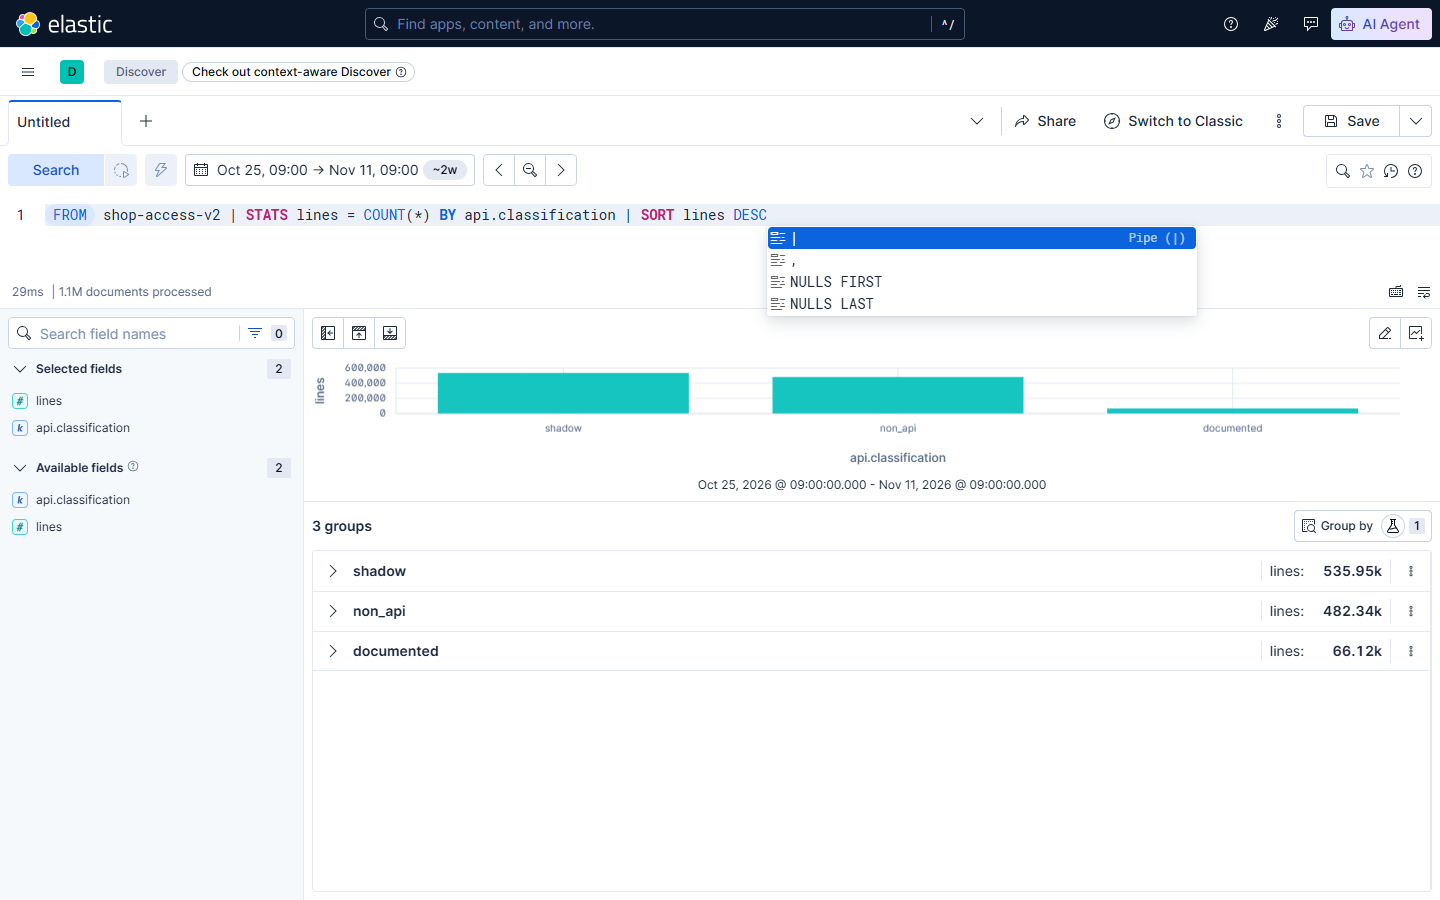 elastic
Find apps, content, and more.
^/
AI Agent
D
Discover
Check out context-aware Discover
Untitled
Share
Switch to Classic
Save
Search
Oct 25, 09:00 → Nov 11, 09:00
~2w
1
FROM shop-access-v2 | STATS lines = COUNT(*) BY api.classification | SORT lines DESC
|
Pipe (|)
,
NULLS FIRST
NULLS LAST
29ms | 1.1M documents processed
Search field names
0
Selected fields
2
# lines
k api.classification
Available fields
2
k api.classification
# lines
lines
600,000
400,000
200,000
0
shadow
non_api
documented
api.classification
Oct 25, 2026 @ 09:00:00.000 - Nov 11, 2026 @ 09:00:00.000
3 groups
Group by
1
shadow
lines: 535.95k
non_api
lines: 482.34k
documented
lines: 66.12k